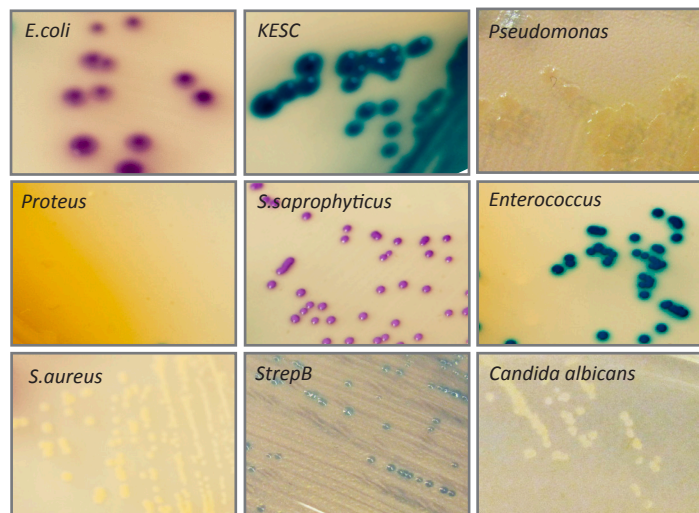 E.coli
KESC
Pseudomonas
Proteus
S.saprophyticus
Enterococcus
S.aureus
StrepB
Candida albicans